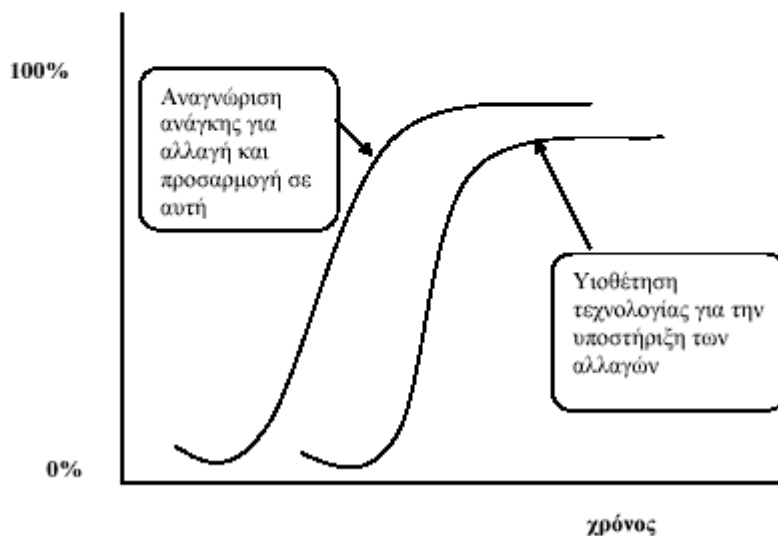 100%
Αναγνώριση
ανάγκης για
αλλαγή και
προσαρμογή σε
αυτή
Υιοθέτηση
τεχνολογίας για την
υποστήριξη των
αλλαγών
0%
χρόνος